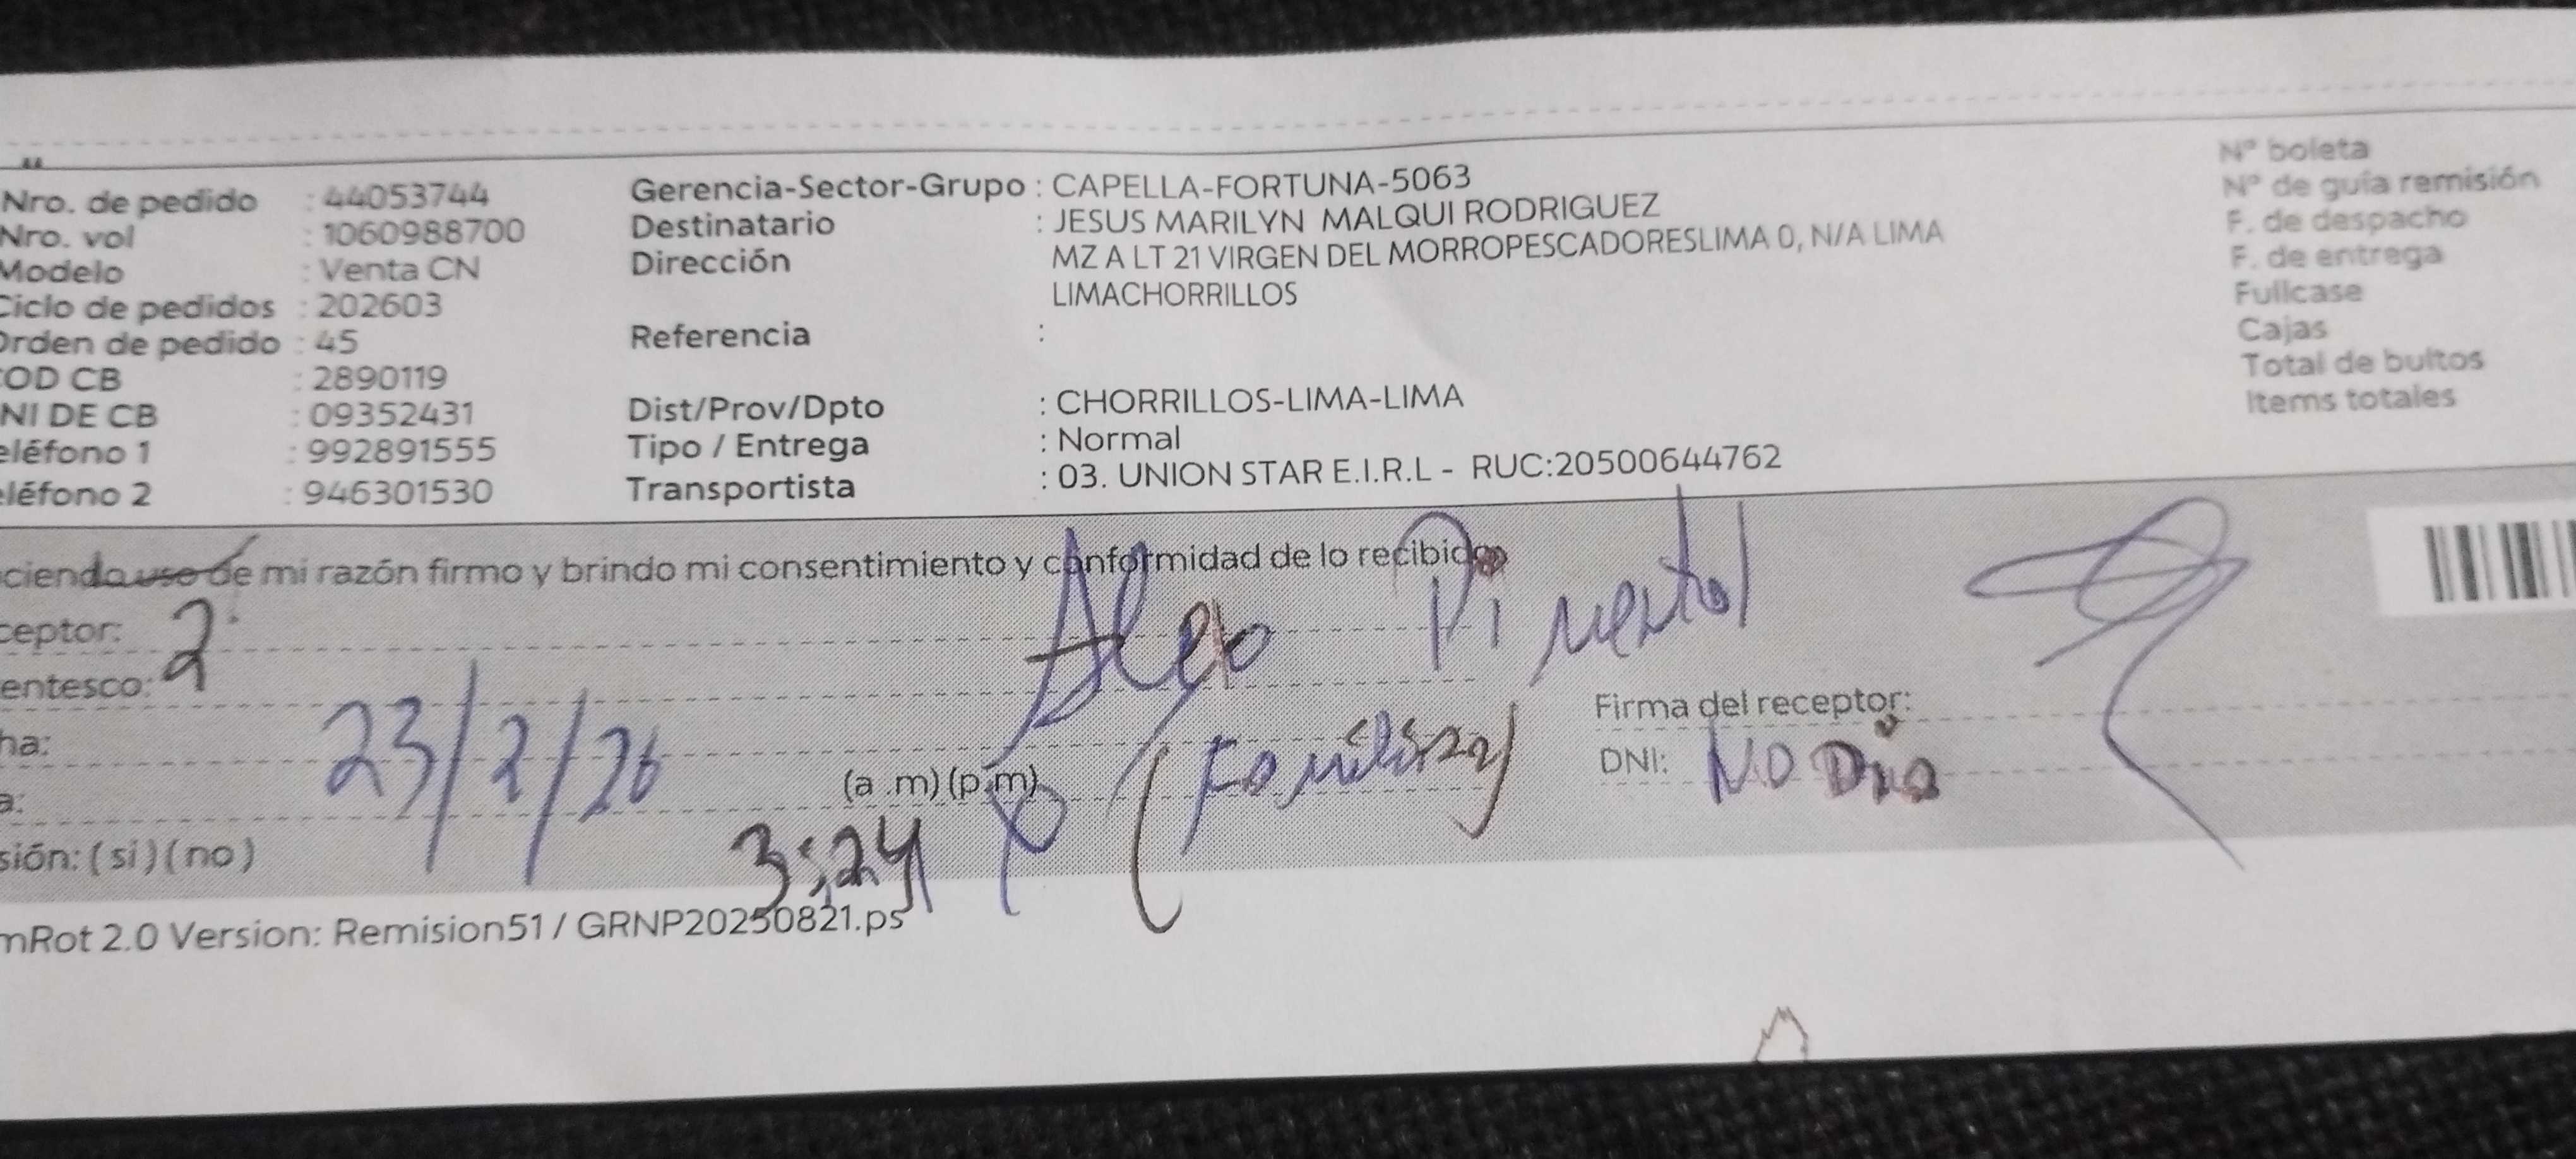 Nro. de pedido : 44053744
Nro. vol : 1060988700
Modelo : Venta CN
Ciclo de pedidos : 202603
Orden de pedido : 45
OD CB : 2890119
NI DE CB : 09352431
eléfono 1 : 992891555
léfono 2 : 946301530
Gerencia-Sector-Grupo : CAPELLA-FORTUNA-5063
Destinatario : JESUS MARILYN MALQUI RODRIGUEZ
Dirección MZ A LT 21 VIRGEN DEL MORROPESCADORESLIMA 0, N/A LIMA
LIMACHORRILLOS
Referencia :
Dist/Prov/Dpto : CHORRILLOS-LIMA-LIMA
Tipo / Entrega : Normal
Transportista : 03. UNION STAR E.I.R.L - RUC:20500644762
Nº boleta
Nº de guía remisión
F. de despacho
F. de entrega
Fullcase
Cajas
Total de bultos
Items totales
ciendo uso de mi razón firmo y brindo mi consentimiento y conformidad de lo recibido
ceptor: 2
Pimentel
entesco:
Firma del receptor:
ha: 23/2/26
DNI: NO Dio
a: (a .m) (p.m)
3:24
sión: ( si ) ( no )
mRot 2.0 Version: Remision51 / GRNP20250821.ps